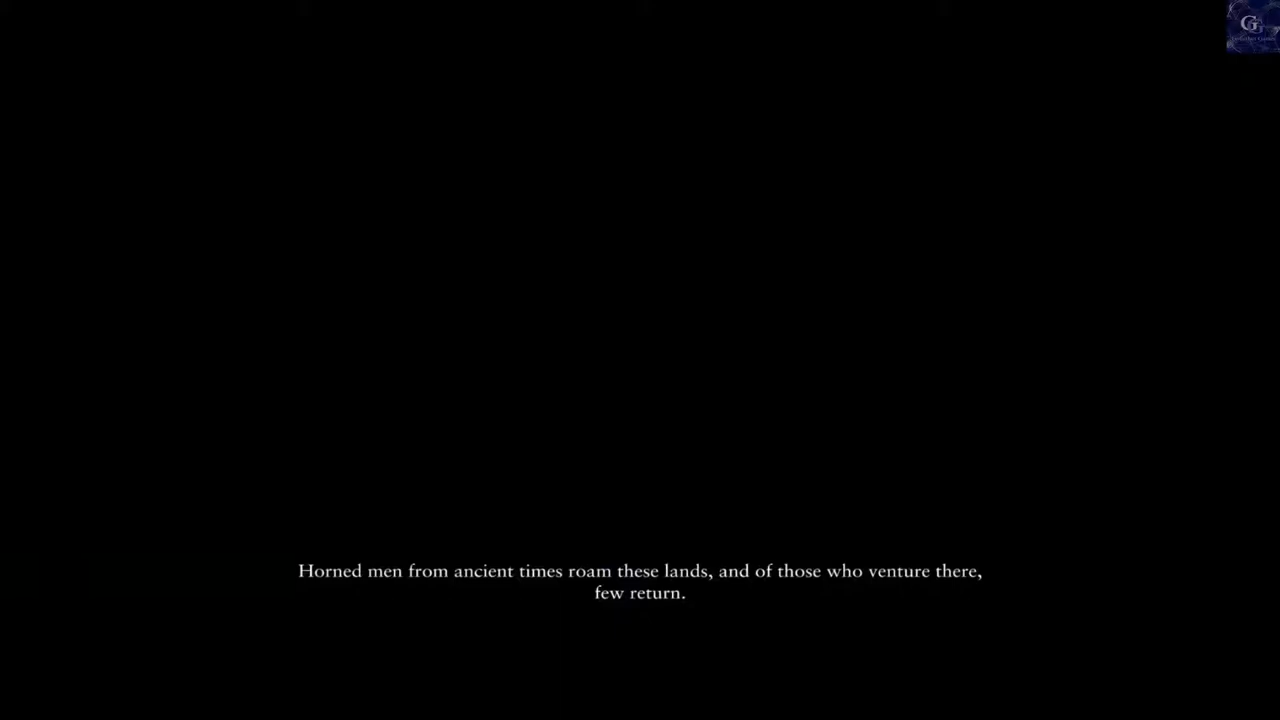 Horned men from ancient times roam these lands, and of those who venture there,
few return.